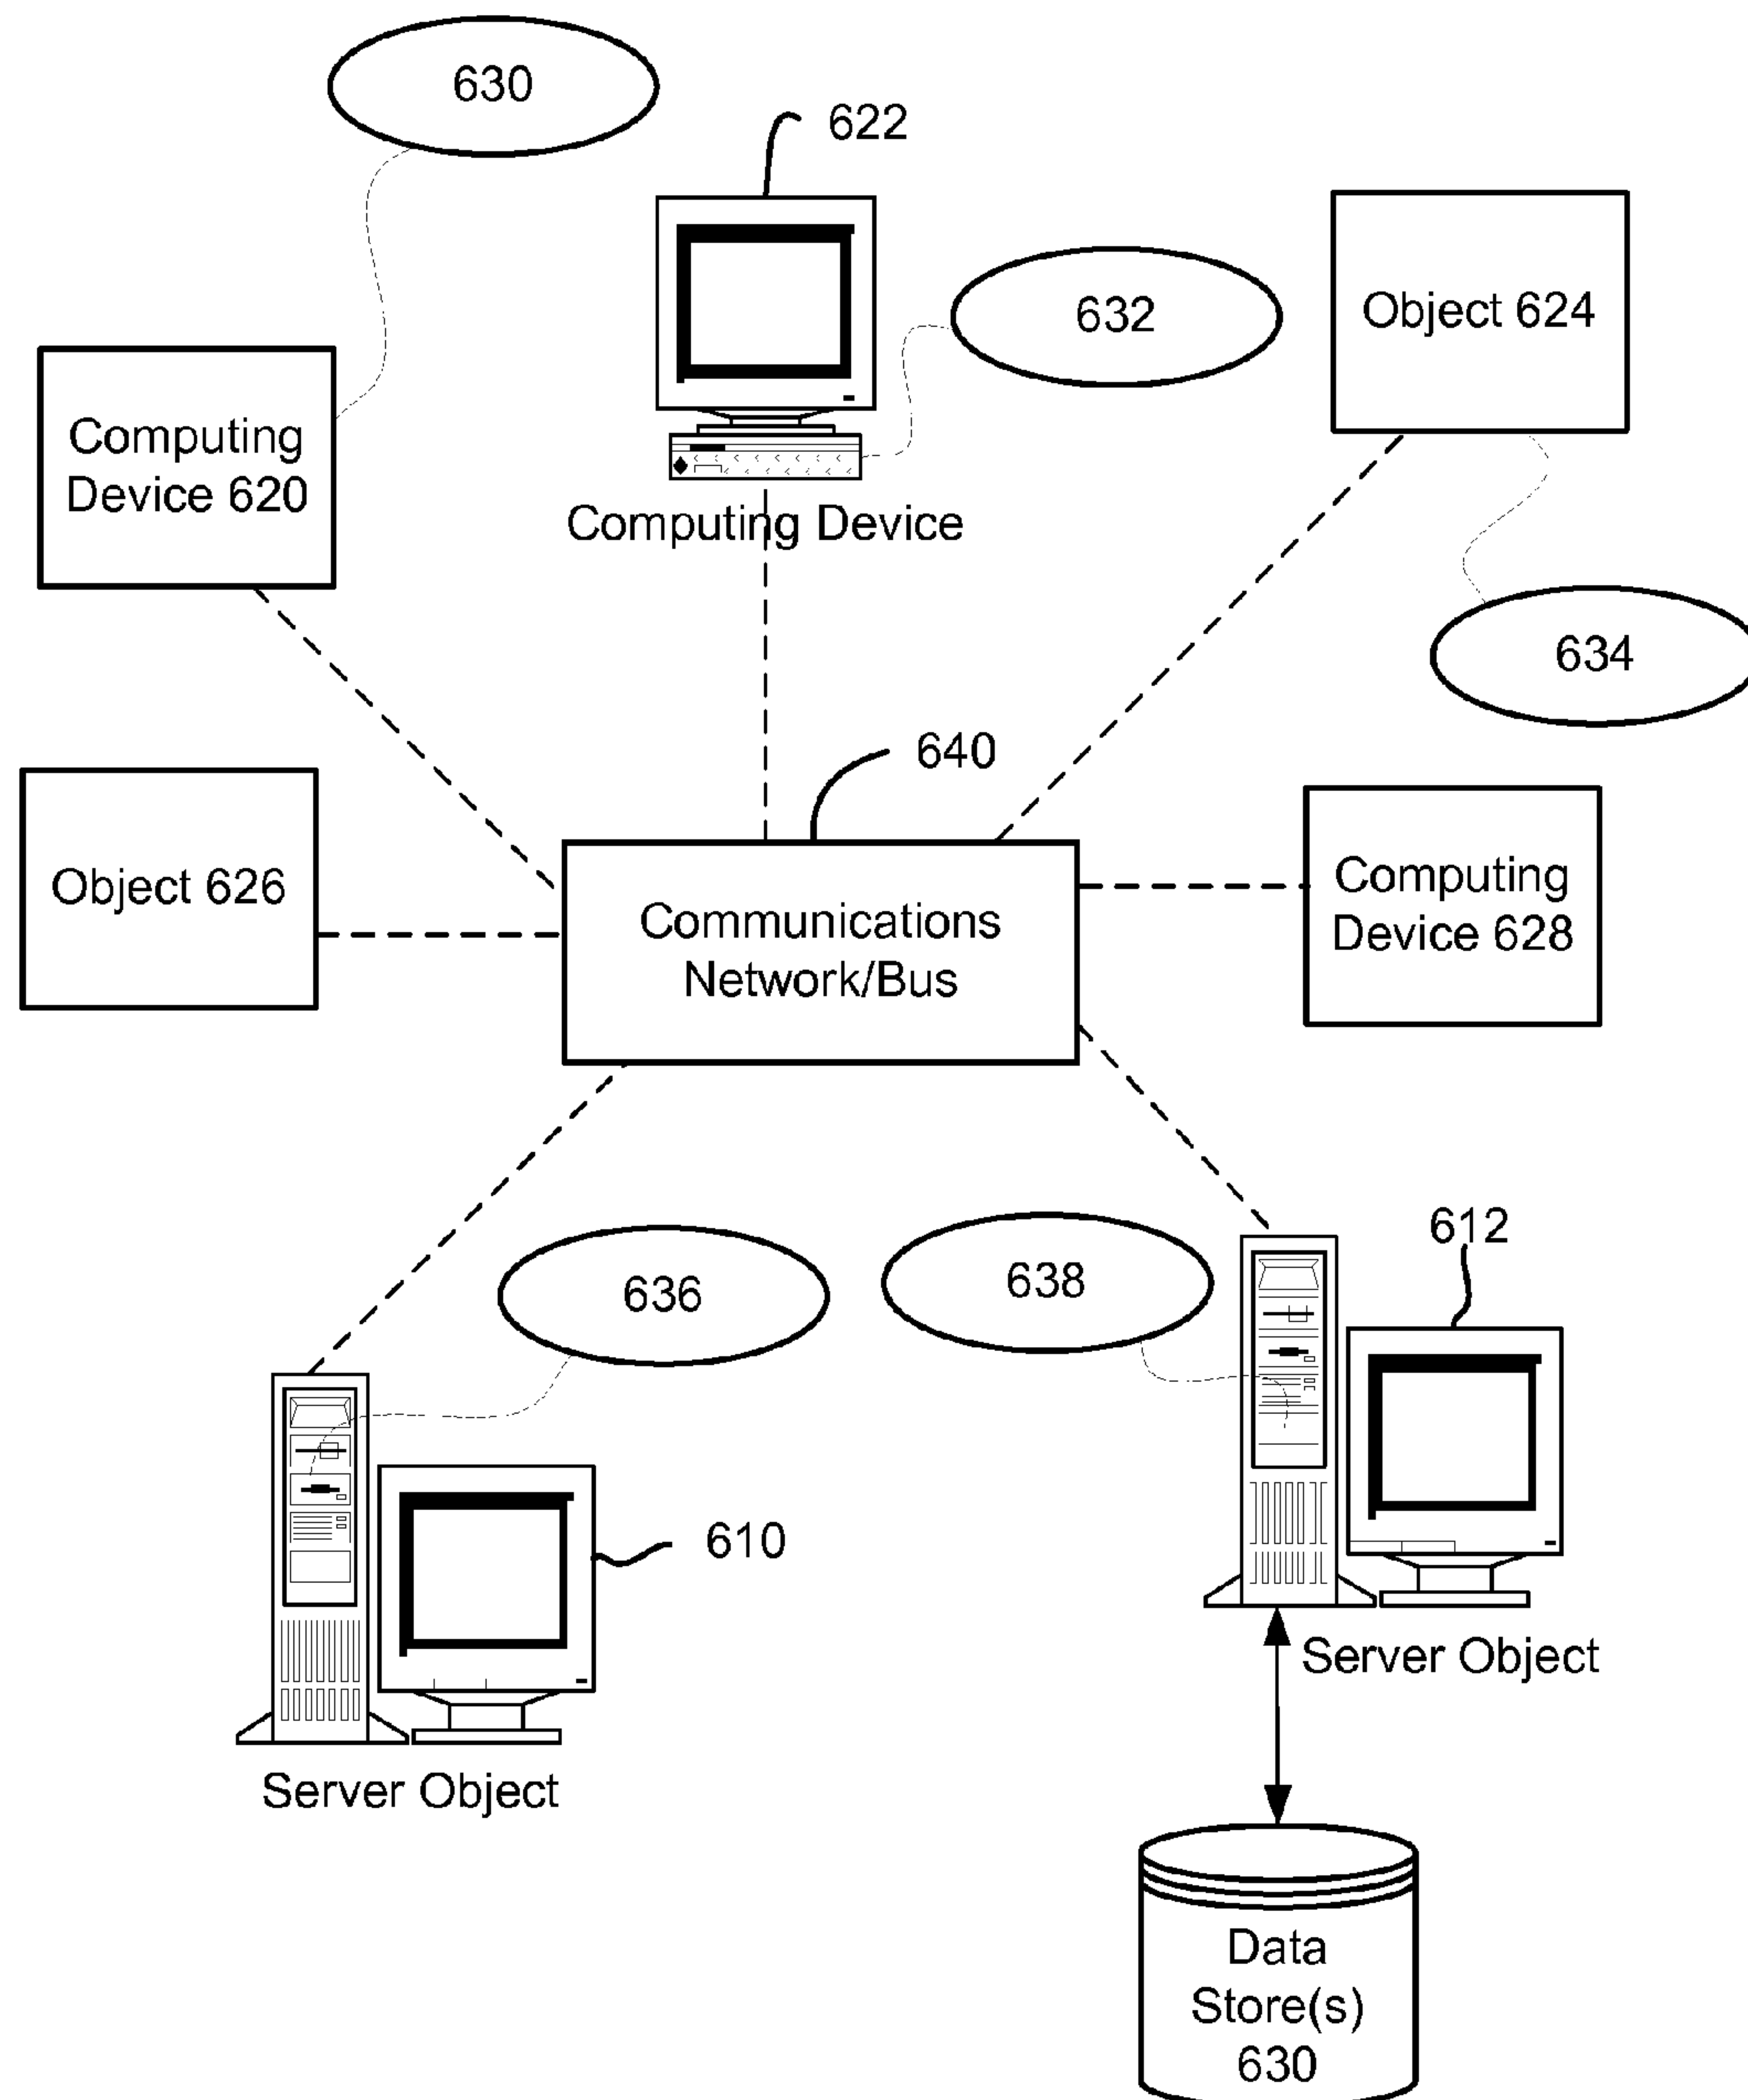 630
622
632
Object 624
Computing
Device 620
Computing Device
634
640
Object 626
Communications
Network/Bus
Computing
Device 628
636
638
612
610
Server Object
Server Object
Data
Store(s)
630